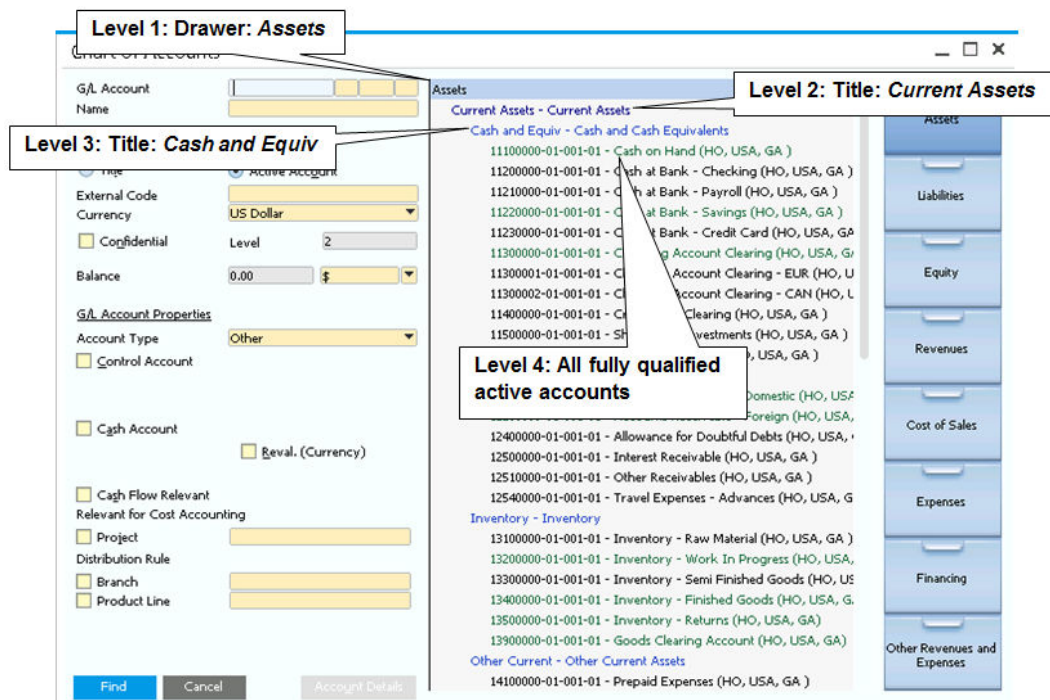 Level 1: Drawer: Assets
Chart of Accounts
G/L Account
Name
Level 3: Title: Cash and Equiv
Title
Active Account
External Code
Currency
US Dollar
Confidential
Level
2
Balance
0.00
$
G/L Account Properties
Account Type
Other
Control Account
Cash Account
Reval. (Currency)
Cash Flow Relevant
Relevant for Cost Accounting
Project
Distribution Rule
Branch
Product Line
Find
Cancel
Account Details
Assets
Level 2: Title: Current Assets
Current Assets - Current Assets
Cash and Equiv - Cash and Cash Equivalents
11100000-01-001-01 - Cash on Hand (HO, USA, GA )
11200000-01-001-01 - Cash at Bank - Checking (HO, USA, GA )
11210000-01-001-01 - at Bank - Payroll (HO, USA, GA )
11220000-01-001-01 - at Bank - Savings (HO, USA, GA )
11230000-01-001-01 - Bank - Credit Card (HO, USA, GA
11300000-01-001-01 - Account Clearing (HO, USA,
11300001-01-001-01 - Account Clearing - EUR (HO, U
11300002-01-001-01 - Account Clearing - CAN (HO,
11400000-01-001-01 - Clearing (HO, USA, GA )
11500000-01-001-01 - (HO, USA, GA )
USA, GA )
Level 4: All fully qualified
active accounts
Domestic (HO, USA
Foreign (HO, USA,
12400000-01-001-01 - Allowance for Doubtful Debts (HO, USA,
12500000-01-001-01 - Interest Receivable (HO, USA, GA )
12510000-01-001-01 - Other Receivables (HO, USA, GA )
12540000-01-001-01 - Travel Expenses - Advances (HO, USA, G
Inventory - Inventory
13100000-01-001-01 - Inventory - Raw Material (HO, USA, GA )
13200000-01-001-01 - Inventory - Work In Progress (HO, USA,
13300000-01-001-01 - Inventory - Semi Finished Goods (HO, US
13400000-01-001-01 - Inventory - Finished Goods (HO, USA, G
13500000-01-001-01 - Inventory - Returns (HO, USA, GA)
13900000-01-001-01 - Goods Clearing Account (HO, USA, GA)
Other Current - Other Current Assets
14100000-01-001-01 - Prepaid Expenses (HO, USA, GA )
Assets
Liabilities
Equity
Revenues
Cost of Sales
Expenses
Financing
Other Revenues and
Expenses